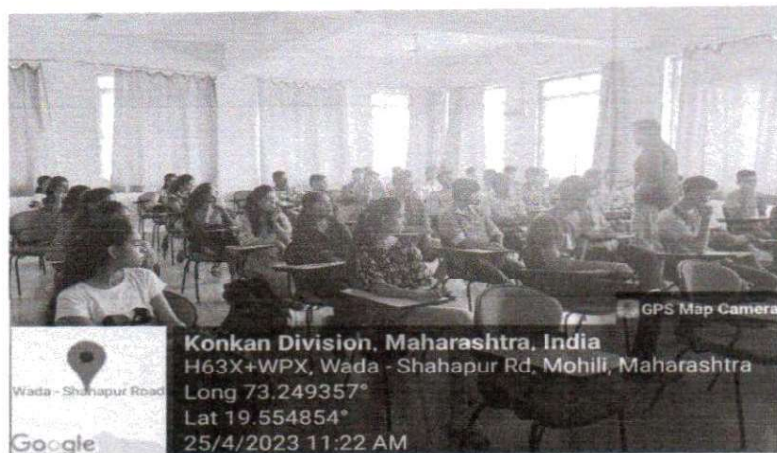 GPS Map Camera
Konkan Division, Maharashtra, India
H63X+WPX, Wada - Shahapur Rd, Mohili, Maharashtra
Wada - Shahapur Road
Long 73.249357°
Lat 19.554854°
Google
25/4/2023 11:22 AM